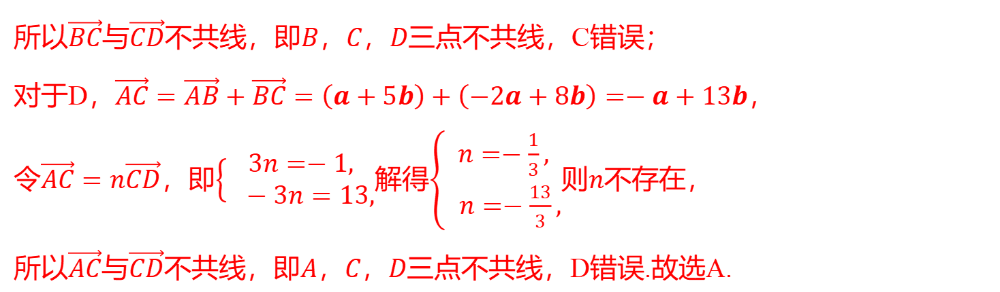 所以$\overrightarrow{BC}$与$\overrightarrow{CD}$不共线，即$B$，$C$，$D$三点不共线，C错误；
对于D，$\overrightarrow{AC}=\overrightarrow{AB}+\overrightarrow{BC}=(\boldsymbol{a}+5\boldsymbol{b})+(-2\boldsymbol{a}+8\boldsymbol{b})=-\boldsymbol{a}+13\boldsymbol{b}$，
令$\overrightarrow{AC}=n\overrightarrow{CD}$，即$\begin{cases}3n=-1,\\-3n=13,\end{cases}$解得$\begin{cases}n=-\frac{1}{3},\\n=-\frac{13}{3},\end{cases}$则$n$不存在，
所以$\overrightarrow{AC}$与$\overrightarrow{CD}$不共线，即$A$，$C$，$D$三点不共线，D错误.故选A.